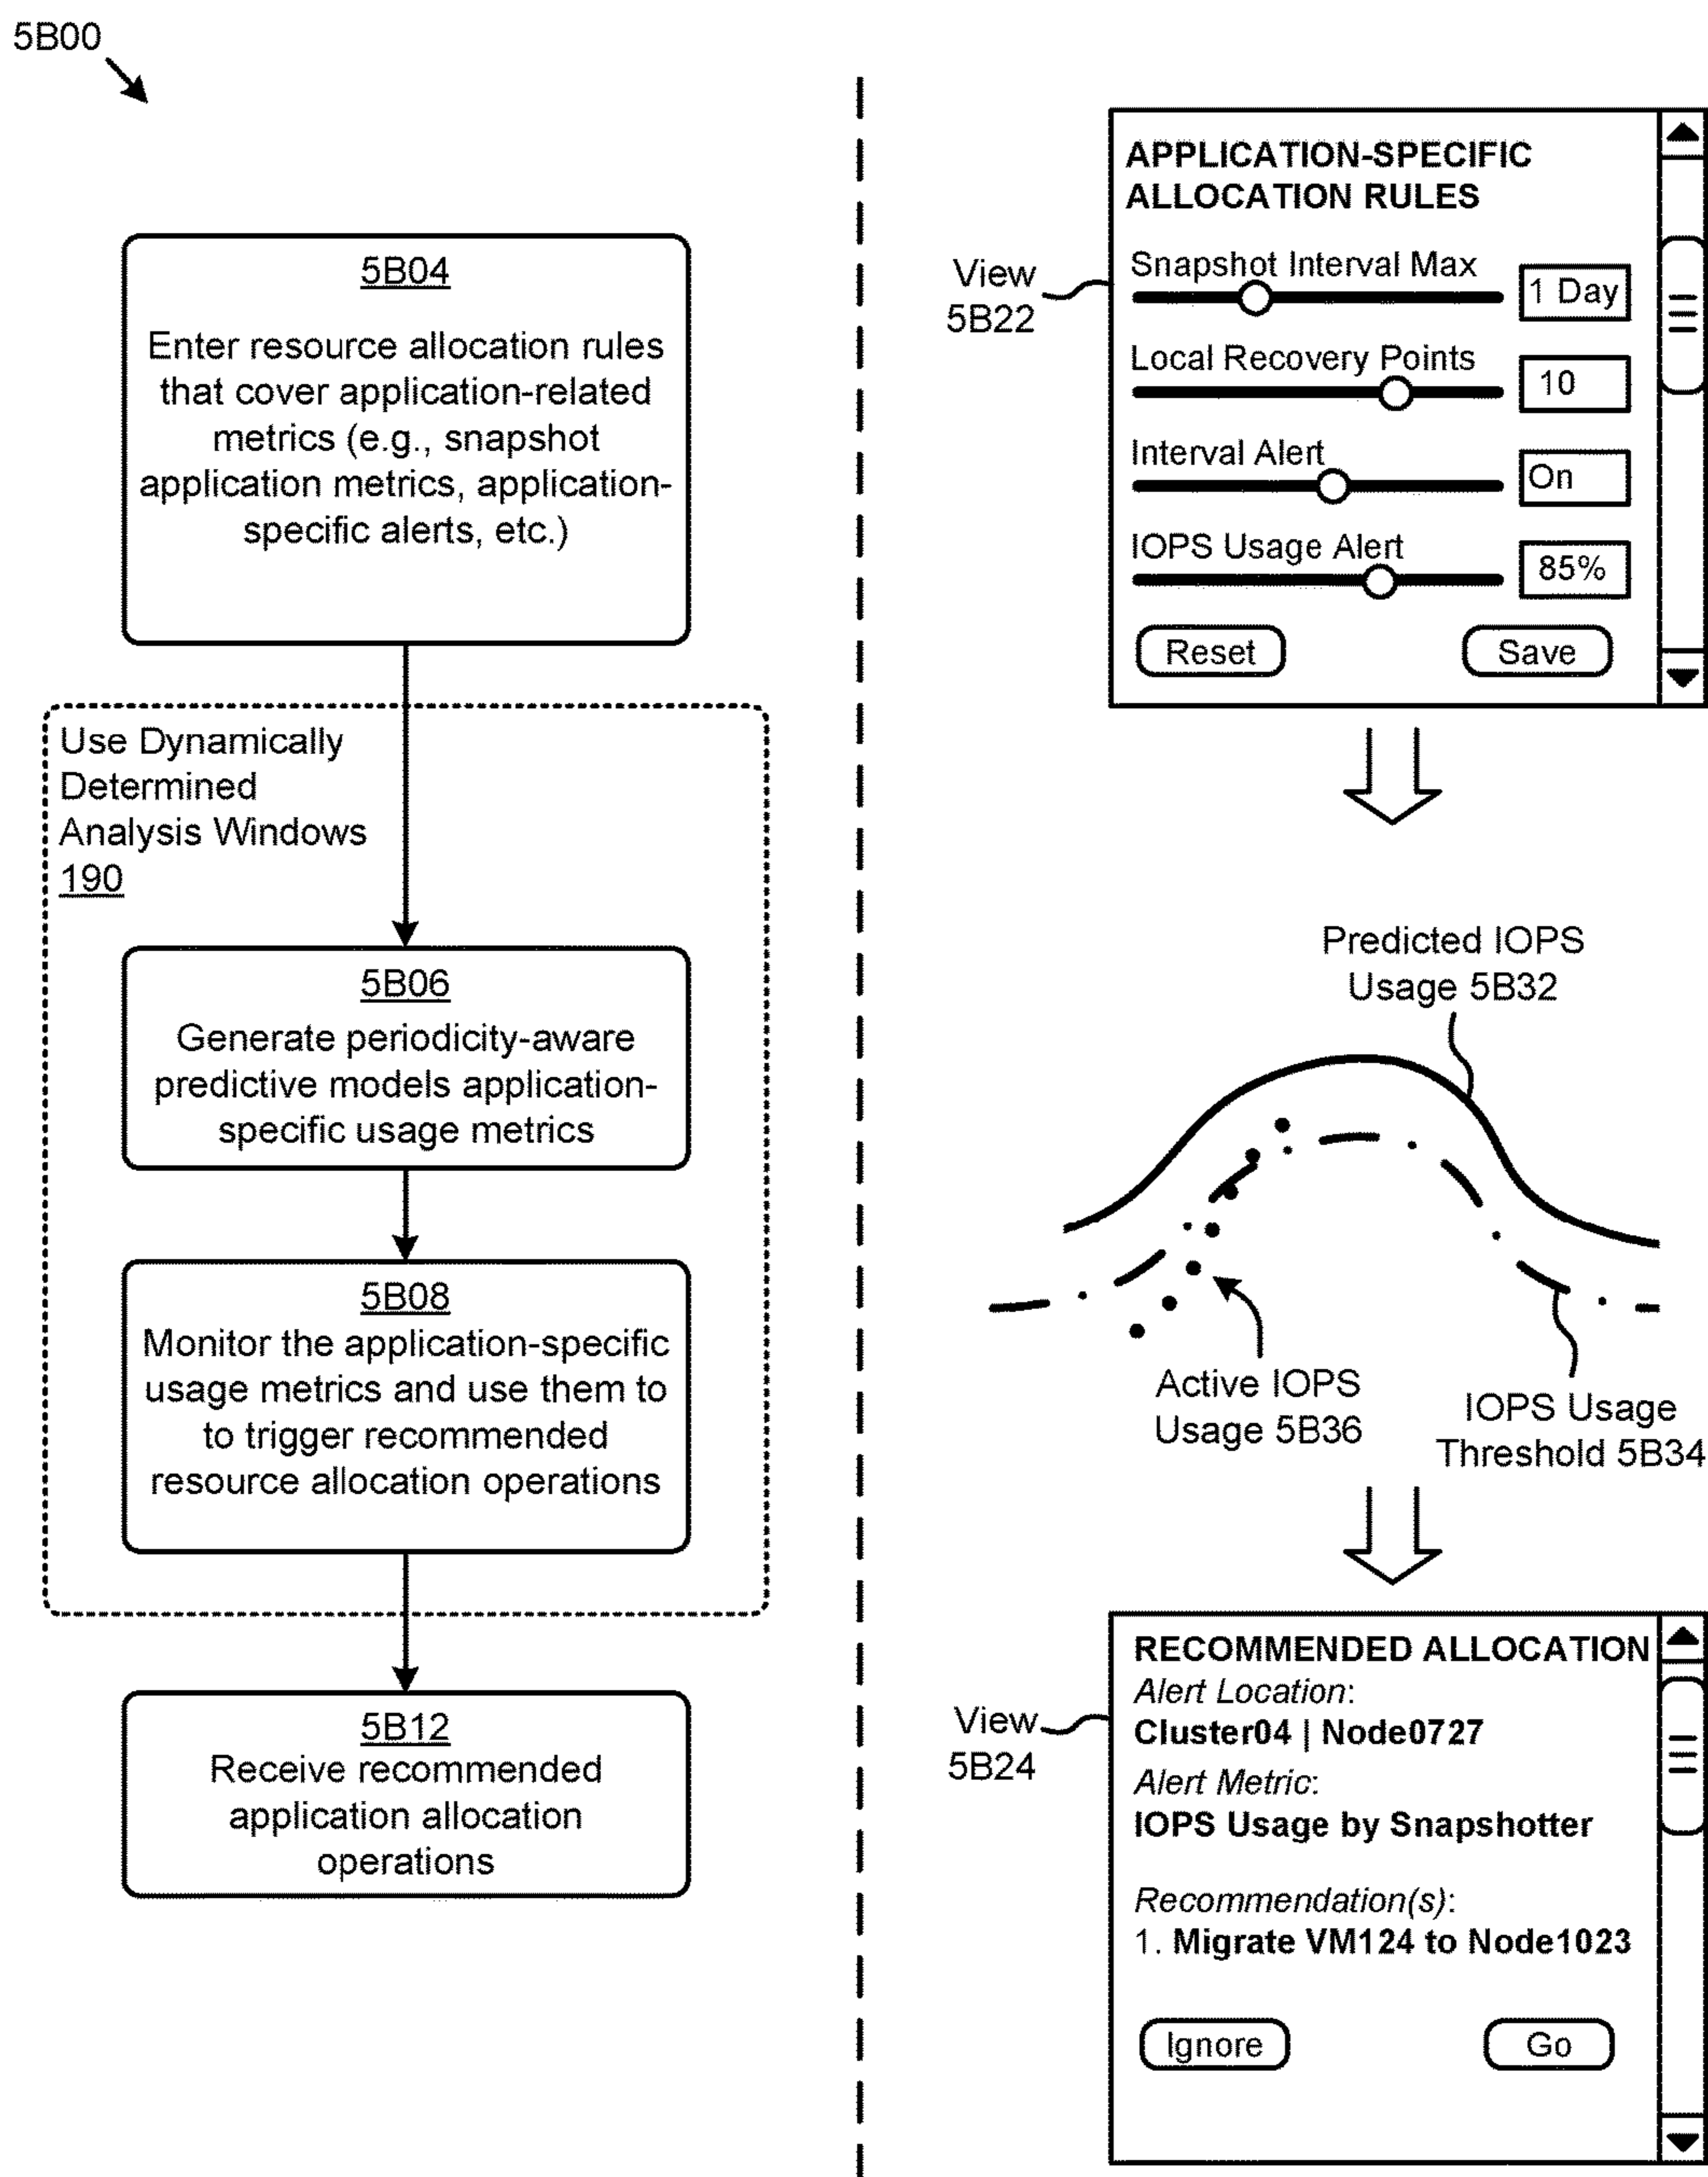 5B00
5B04
Enter resource allocation rules
that cover application-related
metrics (e.g., snapshot
application metrics, application-
specific alerts, etc.)
Use Dynamically
Determined
Analysis Windows
190
5B06
Generate periodicity-aware
predictive models application-
specific usage metrics
5B08
Monitor the application-specific
usage metrics and use them to
to trigger recommended
resource allocation operations
5B12
Receive recommended
application allocation
operations
View
5B22
APPLICATION-SPECIFIC
ALLOCATION RULES
Snapshot Interval Max
1 Day
Local Recovery Points
10
Interval Alert
On
IOPS Usage Alert
85%
Reset
Save
Predicted IOPS
Usage 5B32
Active IOPS
Usage 5B36
IOPS Usage
Threshold 5B34
View
5B24
RECOMMENDED ALLOCATION
Alert Location:
Cluster04 | Node0727
Alert Metric:
IOPS Usage by Snapshotter
Recommendation(s):
1. Migrate VM124 to Node1023
Ignore
Go